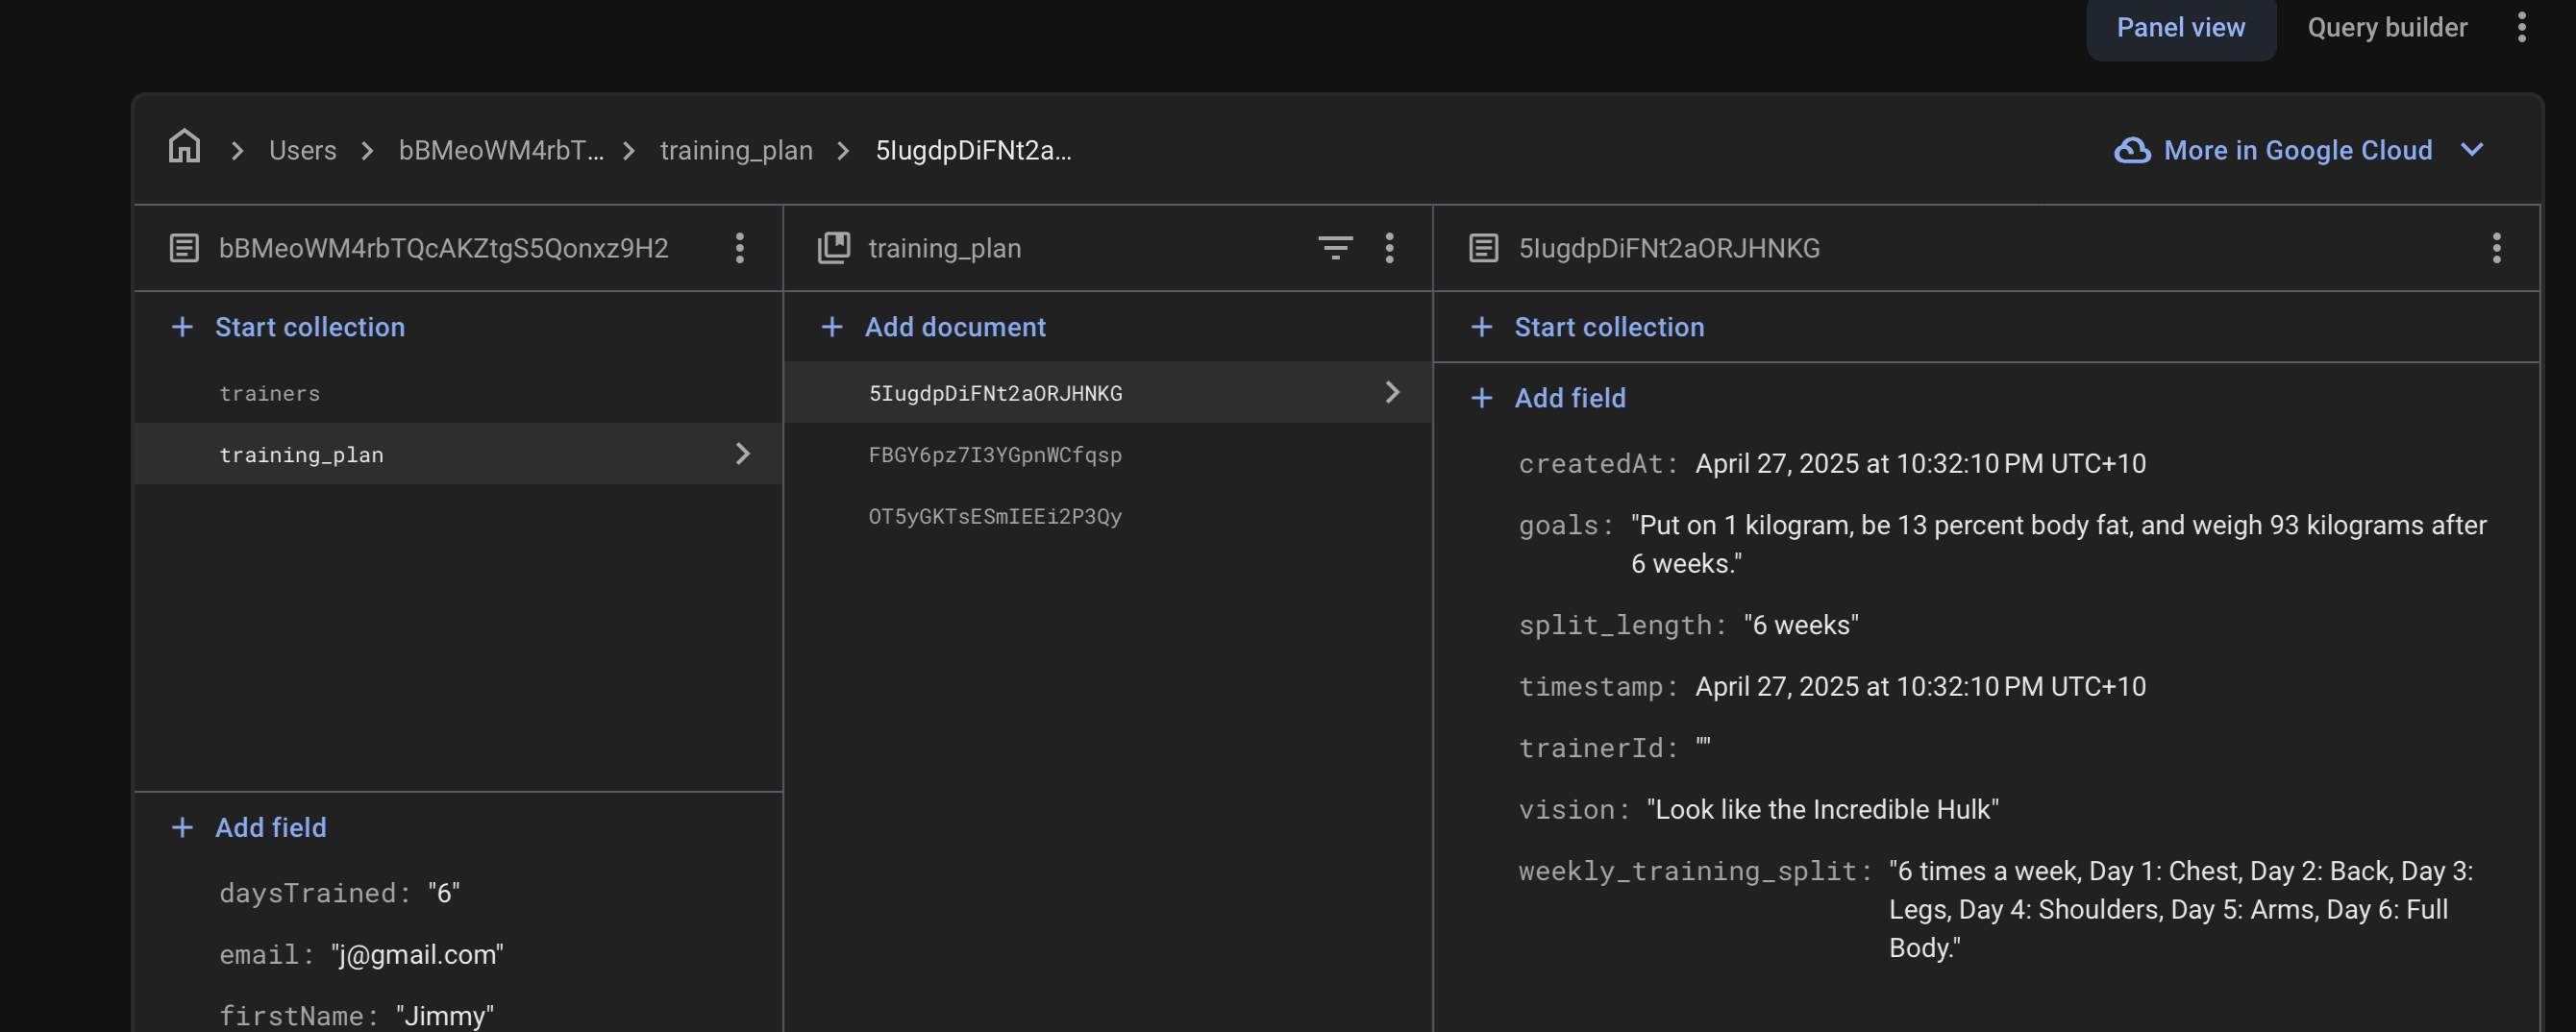 Panel view
Query builder
Users
bBMeoWM4rbT...
training_plan
5IugdpDiFNt2a...
More in Google Cloud
bBMeoWM4rbTQcAKZtgS5Qonxz9H2
training_plan
5IugdpDiFNt2aORJHNKG
Start collection
trainers
training_plan
Add field
daysTrained: "6"
email: "j@gmail.com"
firstName: "Jimmy"
Add document
5IugdpDiFNt2aORJHNKG
FBGY6pz7I3YGpnWCfqsp
OT5yGKTsESmIEEi2P3Qy
Start collection
Add field
createdAt: April 27, 2025 at 10:32:10 PM UTC+10
goals: "Put on 1 kilogram, be 13 percent body fat, and weigh 93 kilograms after
6 weeks."
split_length: "6 weeks"
timestamp: April 27, 2025 at 10:32:10 PM UTC+10
trainerId: ""
vision: "Look like the Incredible Hulk"
weekly_training_split: "6 times a week, Day 1: Chest, Day 2: Back, Day 3:
Legs, Day 4: Shoulders, Day 5: Arms, Day 6: Full
Body."